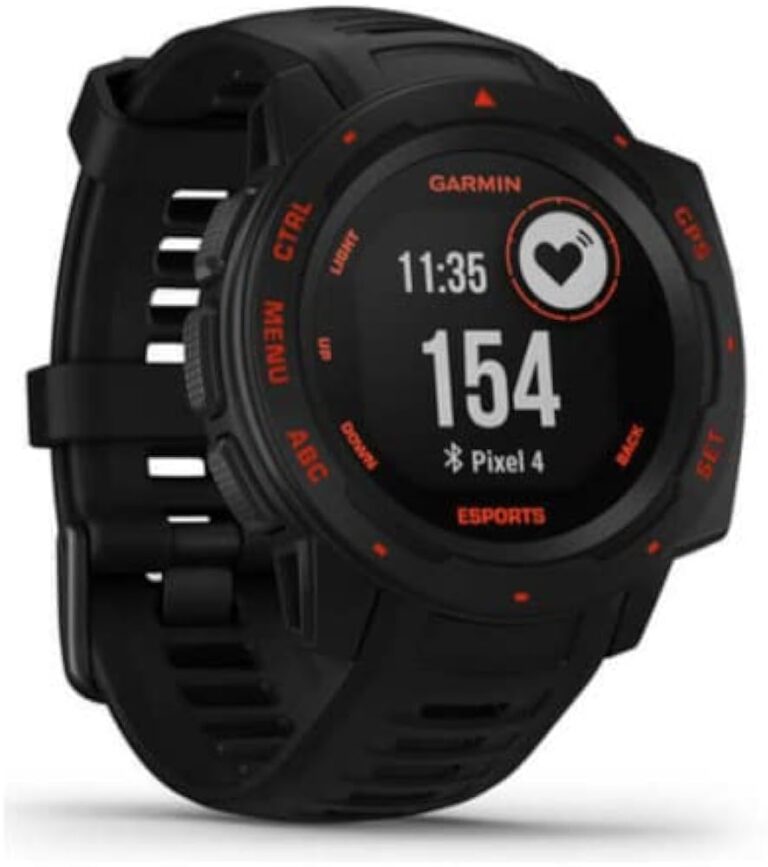 GARMIN
CTRL
LIGHT
GPS
11:35
MENU
UP
154
ABC
DOWN
Pixel 4
BACK
SET
ESPORTS